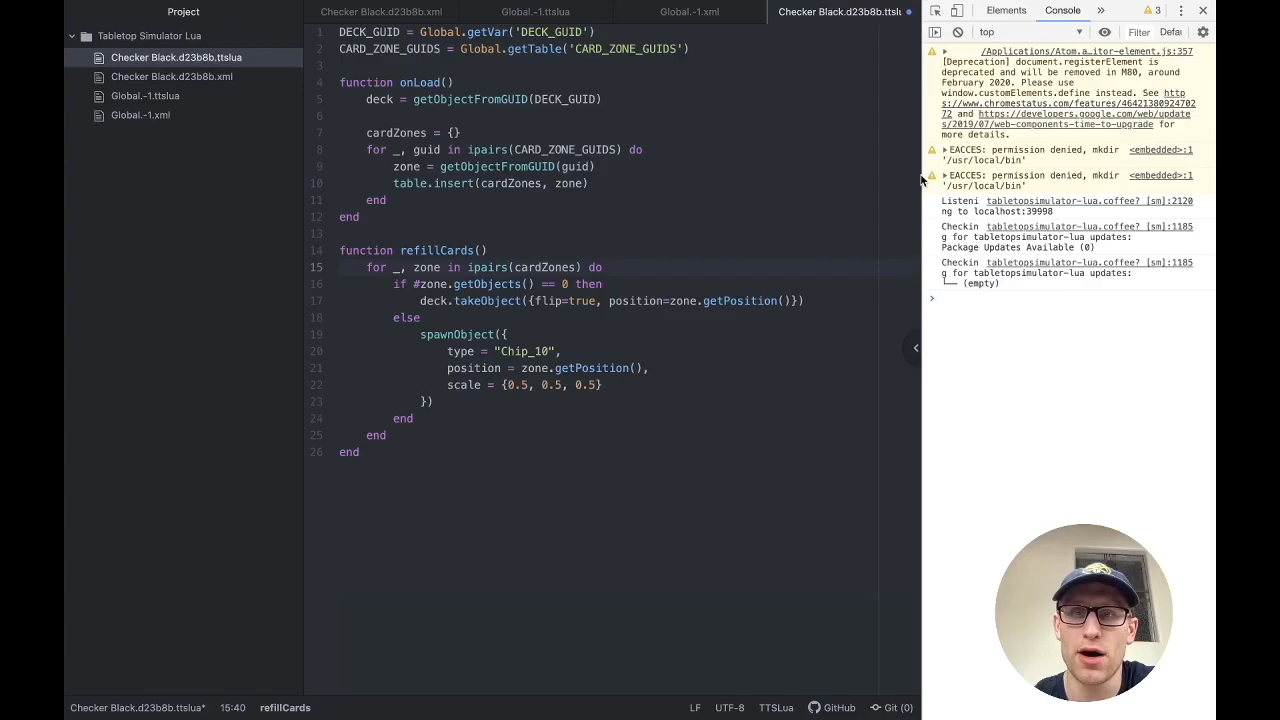 Project
Tabletop Simulator Lua
Checker Black.d23b8b.ttslua
Checker Black.d23b8b.xml
Global.-1.ttslua
Global.-1.xml
Checker Black.d23b8b.xml
Global.-1.ttslua
Global.-1.xml
Checker Black.d23b8b.ttslu
1 DECK_GUID = Global.getVar('DECK_GUID')
2 CARD_ZONE_GUIDS = Global.getTable('CARD_ZONE_GUIDS')
3
4 function onLoad()
5 deck = getObjectFromGUID(DECK_GUID)
6
7 cardZones = {}
8 for _, guid in ipairs(CARD_ZONE_GUIDS) do
9 zone = getObjectFromGUID(guid)
10 table.insert(cardZones, zone)
11 end
12 end
13
14 function refillCards()
15 for _, zone in ipairs(cardZones) do
16 if #zone.getObjects() == 0 then
17 deck.takeObject({flip=true, position=zone.getPosition()})
18 else
19 spawnObject({
20 type = "Chip_10",
21 position = zone.getPosition(),
22 scale = {0.5, 0.5, 0.5}
23 })
24 end
25 end
26 end
Checker Black.d23b8b.ttslua* 15:40 refillCards
LF UTF-8 TTSLua GitHub Git (0)
Elements Console » 3
top Filter Defa
/Applications/Atom.a…itor-element.js:357
[Deprecation] document.registerElement is
deprecated and will be removed in M80, around
February 2020. Please use
window.customElements.define instead. See http
s://www.chromestatus.com/features/46421380924702
72 and https://developers.google.com/web/update
s/2019/07/web-components-time-to-upgrade for
more details.
EACCES: permission denied, mkdir <embedded>:1
'/usr/local/bin'
EACCES: permission denied, mkdir <embedded>:1
'/usr/local/bin'
Listeni tabletopsimulator-lua.coffee? [sm]:2120
ng to localhost:39998
Checkin tabletopsimulator-lua.coffee? [sm]:1185
g for tabletopsimulator-lua updates:
Package Updates Available (0)
Checkin tabletopsimulator-lua.coffee? [sm]:1185
g for tabletopsimulator-lua updates:
└── (empty)